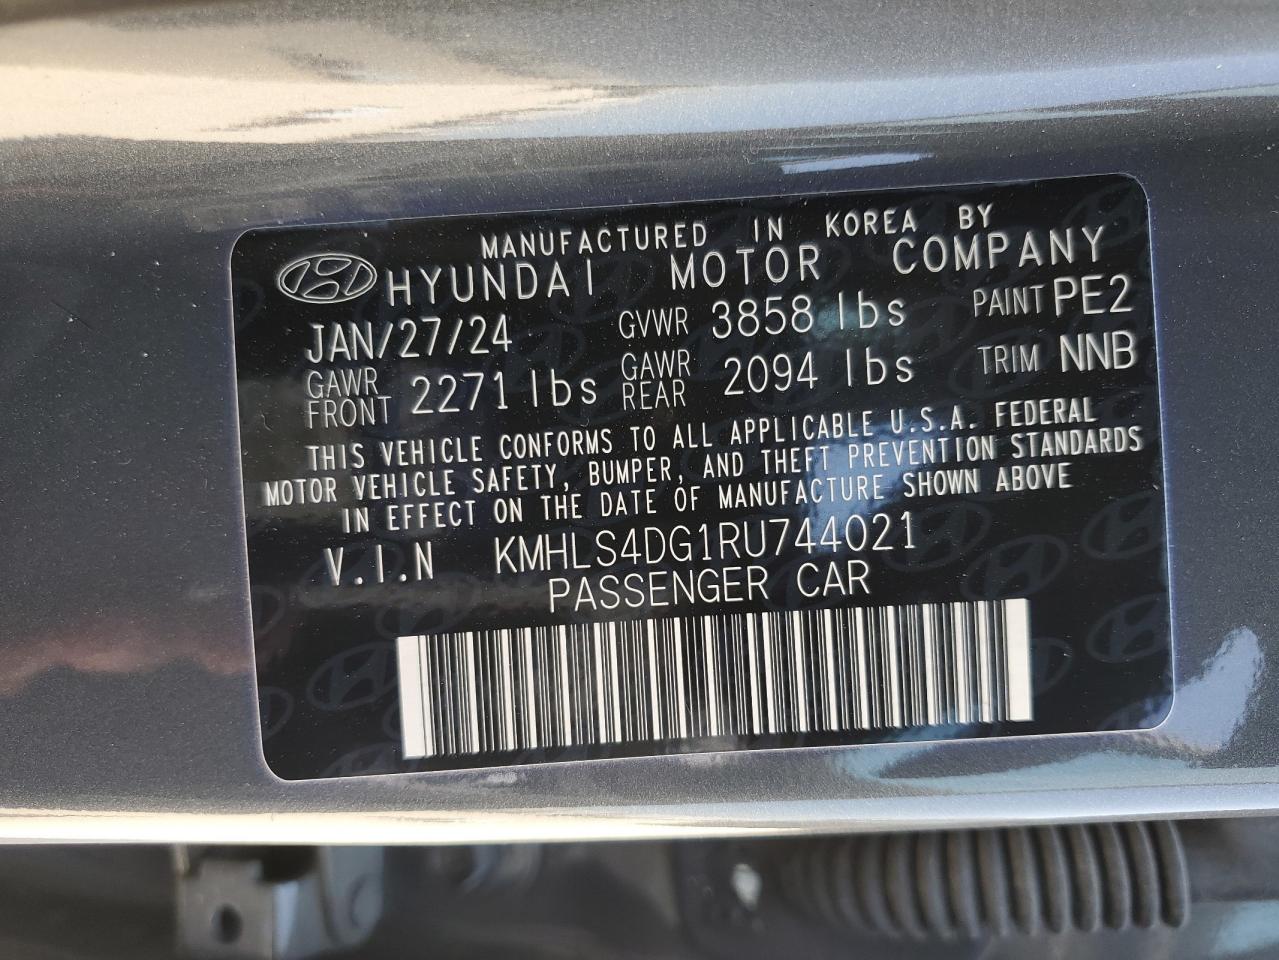 MANUFACTURED IN KOREA BY
HYUNDAI MOTOR COMPANY
JAN/27/24 GVWR 3858 lbs PAINT PE2
GAWR FRONT 2271 lbs GAWR REAR 2094 lbs TRIM NNB
THIS VEHICLE CONFORMS TO ALL APPLICABLE U.S.A. FEDERAL
MOTOR VEHICLE SAFETY, BUMPER, AND THEFT PREVENTION STANDARDS
IN EFFECT ON THE DATE OF MANUFACTURE SHOWN ABOVE
V.I.N KMHLS4DG1RU744021
PASSENGER CAR